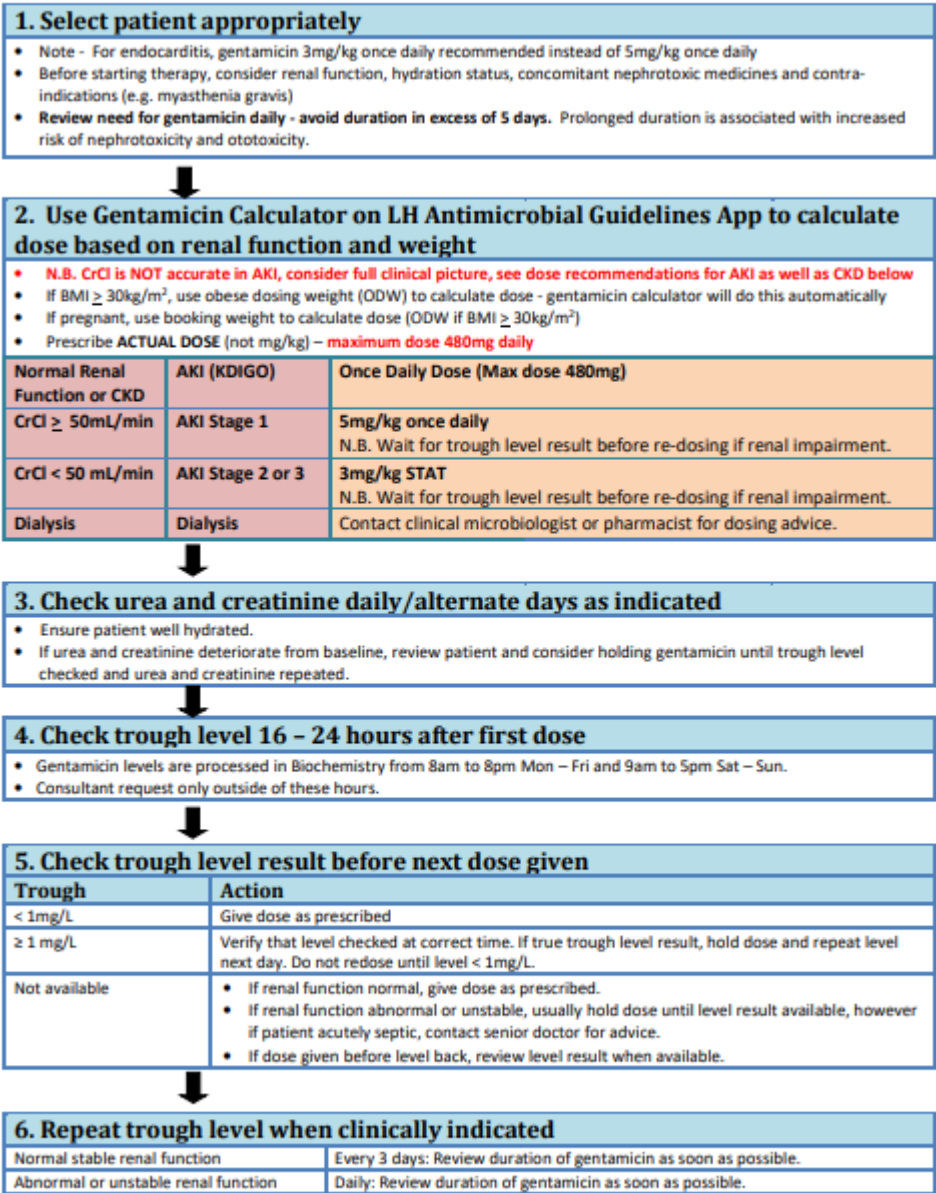 1. Select patient appropriately
• Note - For endocarditis, gentamicin 3mg/kg once daily recommended instead of 5mg/kg once daily
• Before starting therapy, consider renal function, hydration status, concomitant nephrotoxic medicines and contra-
indications (e.g. myasthenia gravis)
• Review need for gentamicin daily - avoid duration in excess of 5 days. Prolonged duration is associated with increased
risk of nephrotoxicity and ototoxicity.
2. Use Gentamicin Calculator on LH Antimicrobial Guidelines App to calculate
dose based on renal function and weight
• N.B. CrCl is NOT accurate in AKI, consider full clinical picture, see dose recommendations for AKI as well as CKD below
• If BMI ≥ 30kg/m², use obese dosing weight (ODW) to calculate dose - gentamicin calculator will do this automatically
• If pregnant, use booking weight to calculate dose (ODW if BMI ≥ 30kg/m²)
• Prescribe ACTUAL DOSE (not mg/kg) – maximum dose 480mg daily
Normal Renal
Function or CKD
AKI (KDIGO)
Once Daily Dose (Max dose 480mg)
CrCl ≥ 50mL/min
AKI Stage 1
5mg/kg once daily
N.B. Wait for trough level result before re-dosing if renal impairment.
CrCl < 50 mL/min
AKI Stage 2 or 3
3mg/kg STAT
N.B. Wait for trough level result before re-dosing if renal impairment.
Dialysis
Dialysis
Contact clinical microbiologist or pharmacist for dosing advice.
3. Check urea and creatinine daily/alternate days as indicated
• Ensure patient well hydrated.
• If urea and creatinine deteriorate from baseline, review patient and consider holding gentamicin until trough level
checked and urea and creatinine repeated.
4. Check trough level 16 – 24 hours after first dose
• Gentamicin levels are processed in Biochemistry from 8am to 8pm Mon – Fri and 9am to 5pm Sat – Sun.
• Consultant request only outside of these hours.
5. Check trough level result before next dose given
Trough
Action
< 1mg/L
Give dose as prescribed
≥ 1 mg/L
Verify that level checked at correct time. If true trough level result, hold dose and repeat level
next day. Do not redose until level < 1mg/L.
Not available
• If renal function normal, give dose as prescribed.
• If renal function abnormal or unstable, usually hold dose until level result available, however
if patient acutely septic, contact senior doctor for advice.
• If dose given before level back, review level result when available.
6. Repeat trough level when clinically indicated
Normal stable renal function
Every 3 days: Review duration of gentamicin as soon as possible.
Abnormal or unstable renal function
Daily: Review duration of gentamicin as soon as possible.